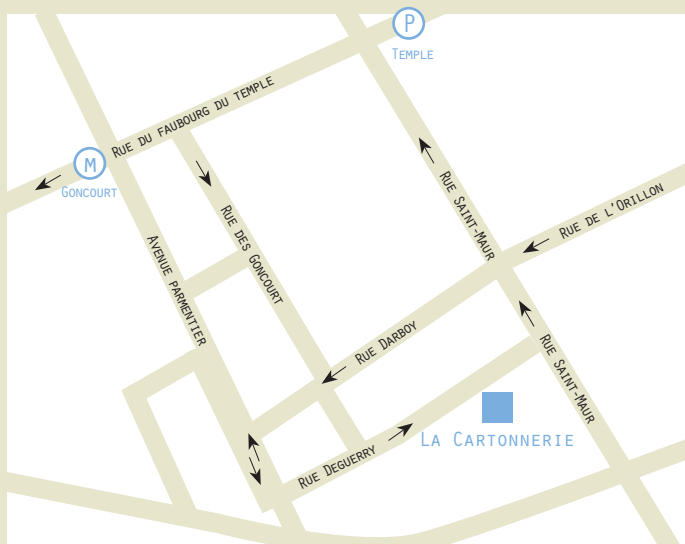 P
TEMPLE
RUE DU FAUBOURG DU TEMPLE
M
GONCOURT
RUE SAINT-MAUR
RUE DE L'ORILLON
RUE DES GONCOURT
AVENUE PARMENTIER
RUE DARBOY
RUE SAINT-MAUR
LA CARTONNERIE
RUE DEGUERRY